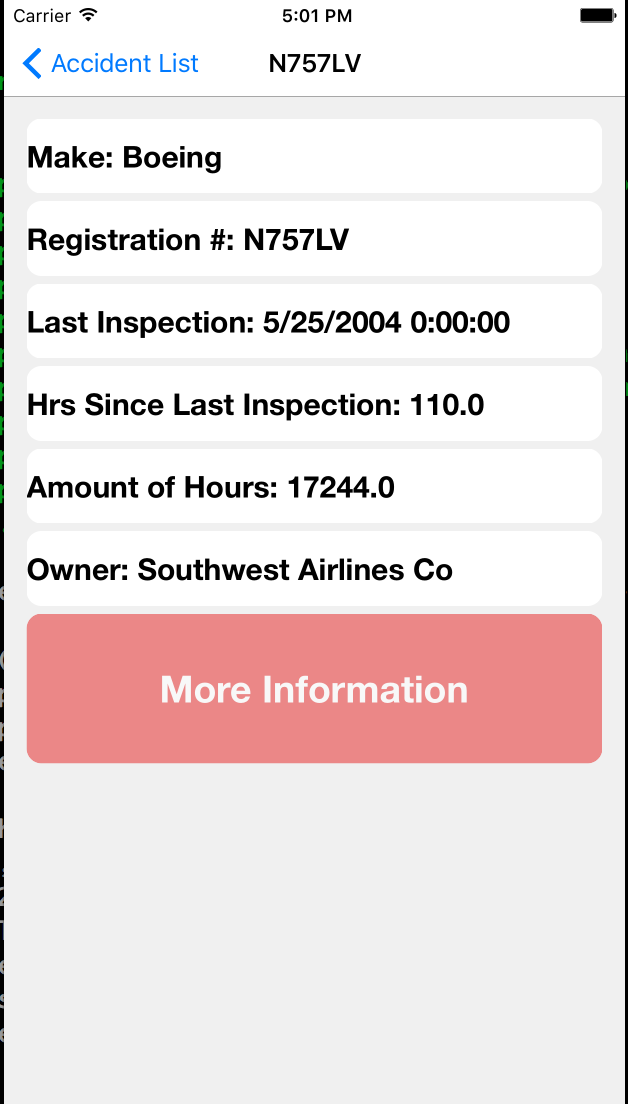 Carrier 5:01 PM
Accident List N757LV
Make: Boeing
Registration #: N757LV
Last Inspection: 5/25/2004 0:00:00
Hrs Since Last Inspection: 110.0
Amount of Hours: 17244.0
Owner: Southwest Airlines Co
More Information